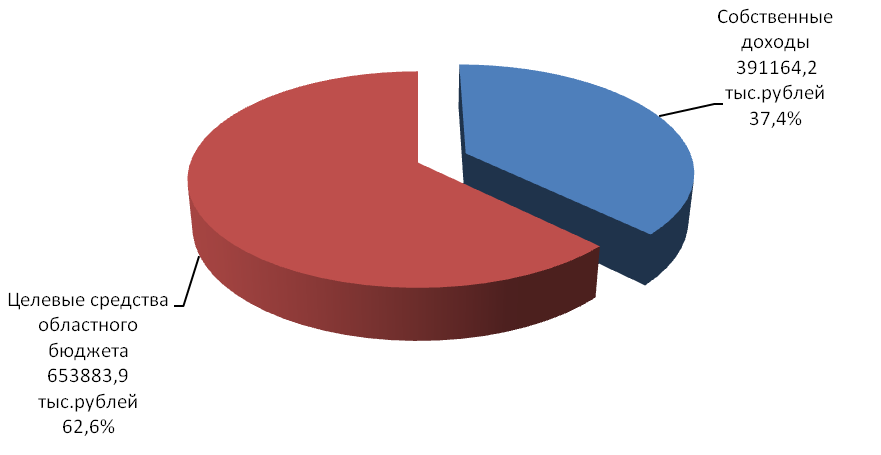 Собственные
доходы
391164,2
тыс.рублей
37,4%
Целевые средства
областного
бюджета
653883,9
тыс.рублей
62,6%